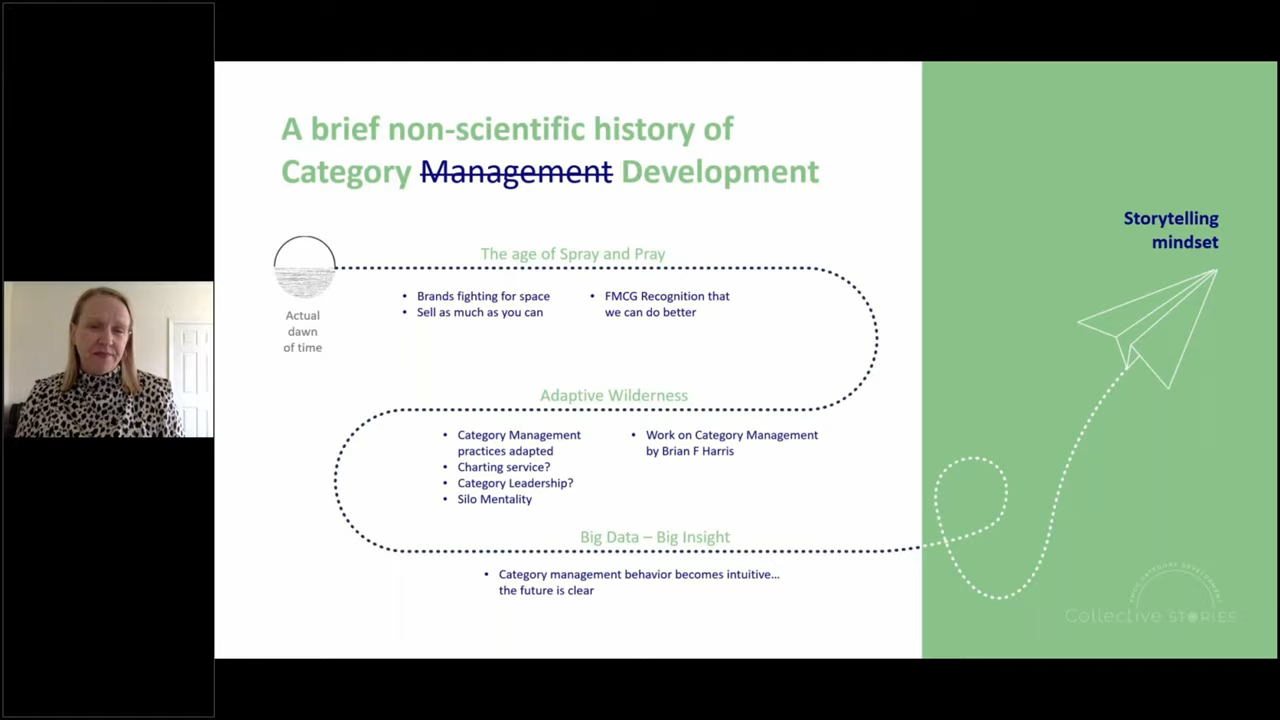 A brief non-scientific history of
Category Management Development
Storytelling
mindset
The age of Spray and Pray
• Brands fighting for space
• Sell as much as you can
• FMCG Recognition that
we can do better
Actual
dawn
of time
Adaptive Wilderness
• Category Management
practices adapted
• Charting service?
• Category Leadership?
• Silo Mentality
• Work on Category Management
by Brian F Harris
Big Data – Big Insight
• Category management behavior becomes intuitive...
the future is clear
FMCG CATEGORY DEVELOPMENT
Collective STORIES